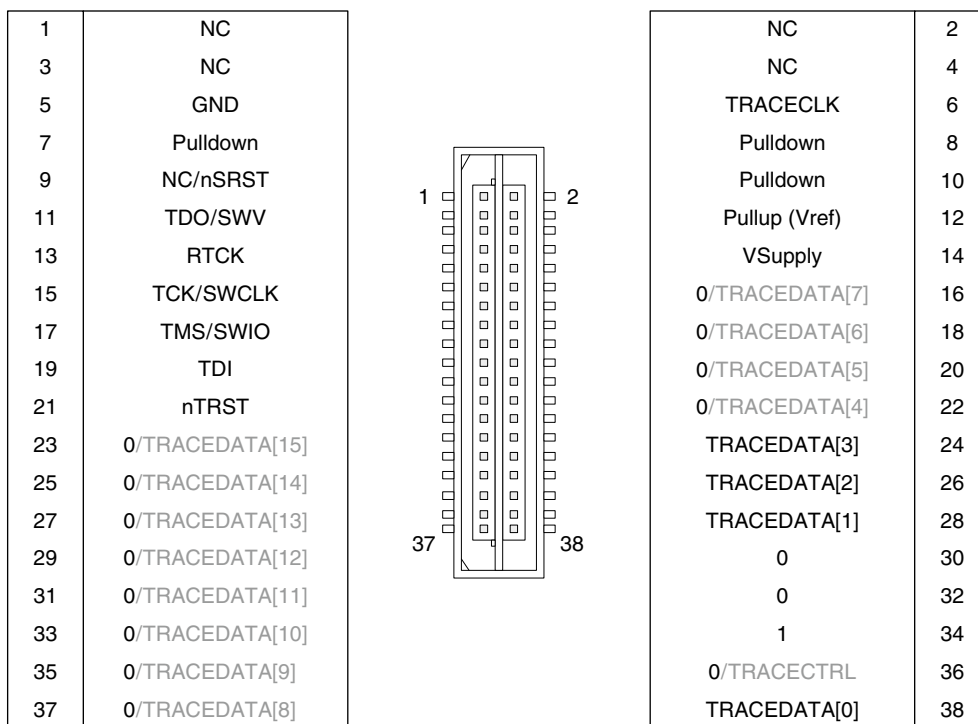 1 NC NC 2
3 NC NC 4
5 GND TRACECLK 6
7 Pulldown Pulldown 8
9 NC/nSRST Pulldown 10
1 2
11 TDO/SWV Pullup (Vref) 12
13 RTCK VSupply 14
15 TCK/SWCLK 0/TRACEDATA[7] 16
17 TMS/SWIO 0/TRACEDATA[6] 18
19 TDI 0/TRACEDATA[5] 20
21 nTRST 0/TRACEDATA[4] 22
23 0/TRACEDATA[15] TRACEDATA[3] 24
25 0/TRACEDATA[14] TRACEDATA[2] 26
27 0/TRACEDATA[13] TRACEDATA[1] 28
37 38
29 0/TRACEDATA[12] 0 30
31 0/TRACEDATA[11] 0 32
33 0/TRACEDATA[10] 1 34
35 0/TRACEDATA[9] 0/TRACECTRL 36
37 0/TRACEDATA[8] TRACEDATA[0] 38